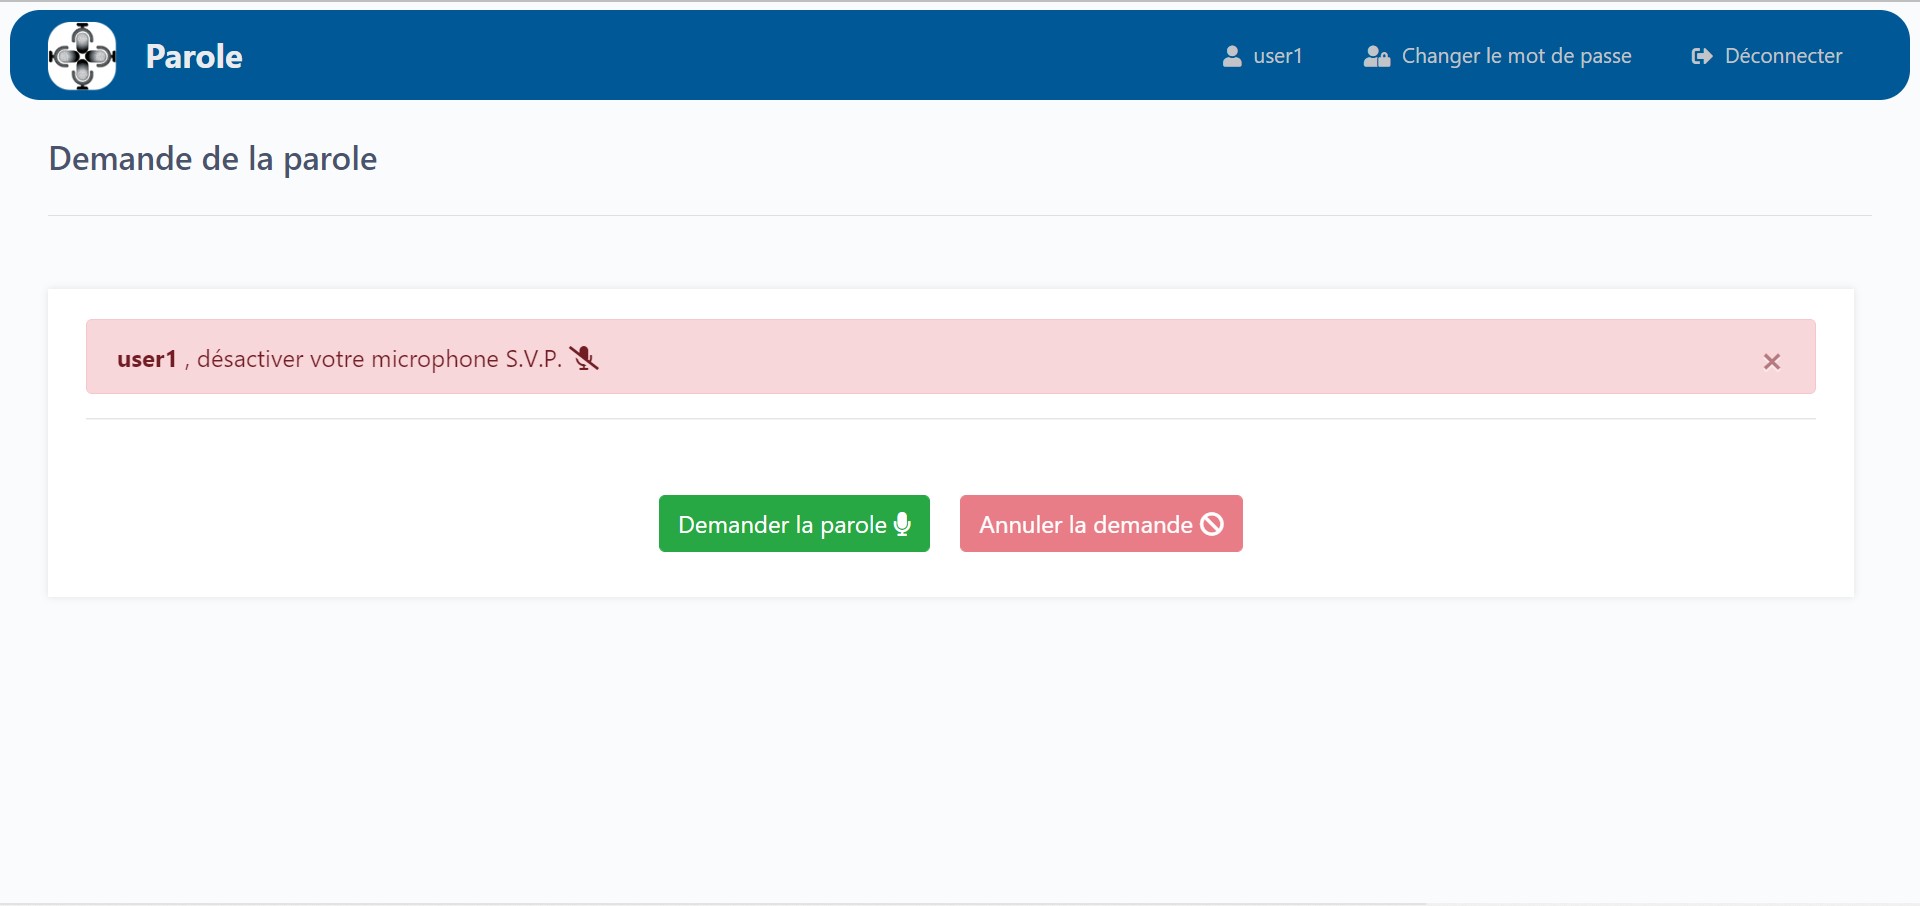 Parole
user1
Changer le mot de passe
Déconnecter
Demande de la parole
user1 , désactiver votre microphone S.V.P.
×
Demander la parole
Annuler la demande